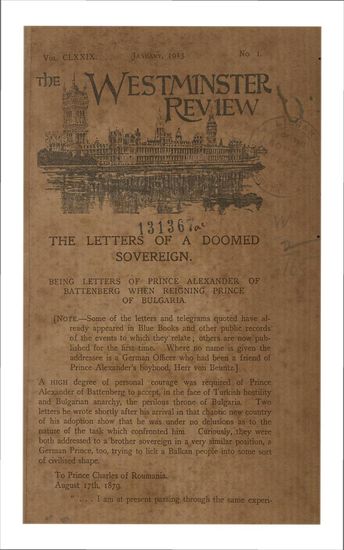 VOL. CLXXIX. JANUARY, 1913. No 1.
THE WESTMINSTER
REVIEW
131367
THE LETTERS OF A DOOMED
SOVEREIGN.
BEING LETTERS OF PRINCE ALEXANDER OF
BATTENBERG WHEN REIGNING PRINCE
OF BULGARIA.
[NOTE.—Some of the letters and telegrams quoted have al-
ready appeared in Blue Books and other public records
of the events to which they relate; others are now pub-
lished for the first-time. Where no name is given the
addressee is a German Officer who had been a friend of
Prince Alexander's boyhood, Herr von
A HIGH degree of personal courage was required of Prince
Alexander of Battenberg to accept, in the face of Turkish hostility
and Bulgarian anarchy, the perilous throne of Bulgaria. Two
letters he wrote shortly after his arrival in that chaotic new country
of his adoption show that he was under no delusions as to the
nature of the task which confronted him. Curiously, they were
both addressed to a brother sovereign in a very similar position, a
German Prince, too, trying to lick a Balkan people into some sort
of civilised shape.
To Prince Charles of Roumania.
August 17th, 1879.
" . . . I am at present passing through the same experi-